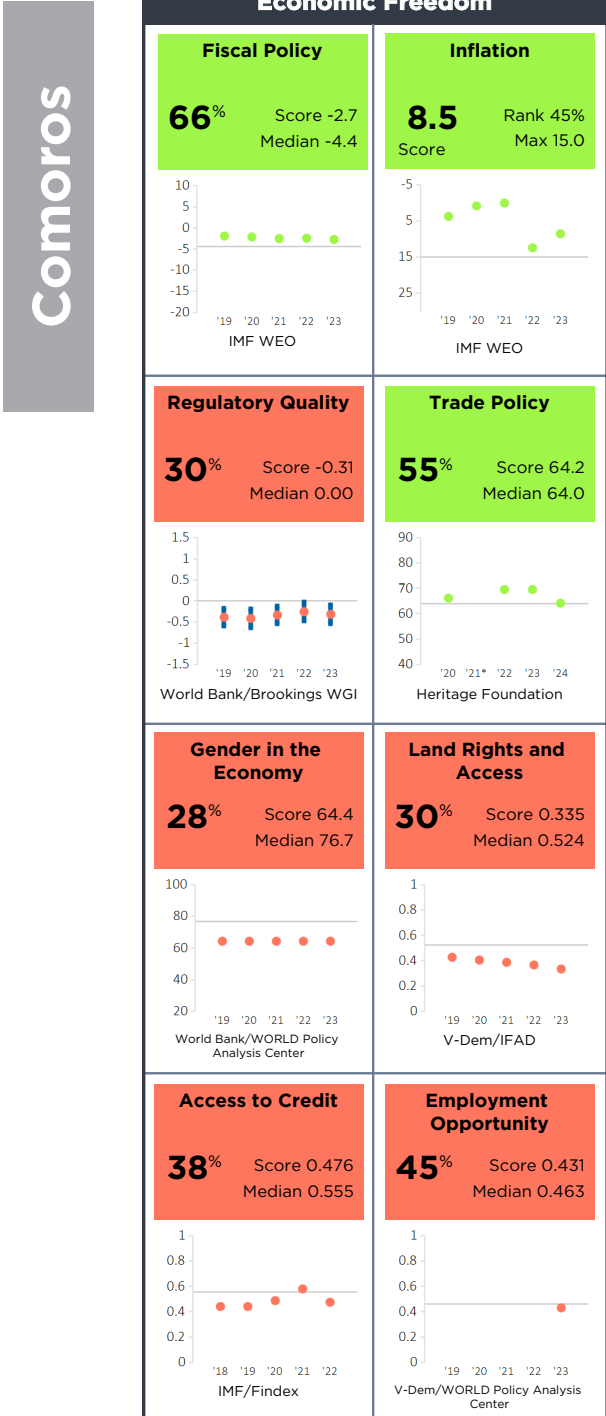 Comoros
Economic Freedom
Fiscal Policy
66%
Score -2.7
Median -4.4
10
5
0
-5
-10
-15
-20
'19 '20 '21 '22 '23
IMF WEO
Inflation
8.5
Score
Rank 45%
Max 15.0
-5
5
15
25
'19 '20 '21 '22 '23
IMF WEO
Regulatory Quality
30%
Score -0.31
Median 0.00
1.5
1
0.5
0
-0.5
-1
-1.5
'19 '20 '21 '22 '23
World Bank/Brookings WGI
Trade Policy
55%
Score 64.2
Median 64.0
90
80
70
60
50
40
'20 '21* '22 '23 '24
Heritage Foundation
Gender in the
Economy
28%
Score 64.4
Median 76.7
100
80
60
40
20
'19 '20 '21 '22 '23
World Bank/WORLD Policy
Analysis Center
Land Rights and
Access
30%
Score 0.335
Median 0.524
1
0.8
0.6
0.4
0.2
0
'19 '20 '21 '22 '23
V-Dem/IFAD
Access to Credit
38%
Score 0.476
Median 0.555
1
0.8
0.6
0.4
0.2
0
'18 '19 '20 '21 '22
IMF/Findex
Employment
Opportunity
45%
Score 0.431
Median 0.463
1
0.8
0.6
0.4
0.2
0
'19 '20 '21 '22 '23
V-Dem/WORLD Policy Analysis
Center